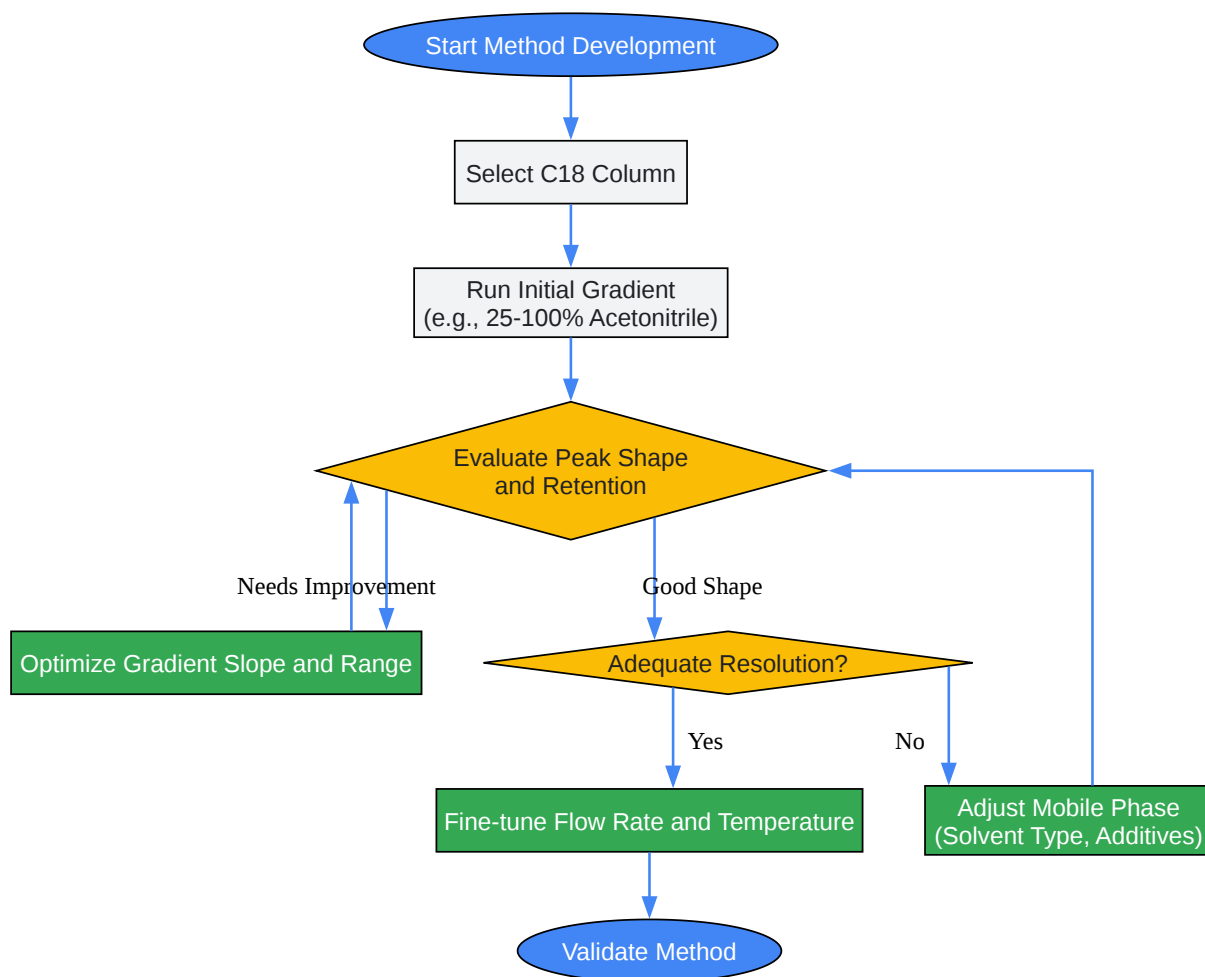 Start Method Development
Select C18 Column
Run Initial Gradient
(e.g., 25-100% Acetonitrile)
Evaluate Peak Shape
and Retention
Needs Improvement
Good Shape
Optimize Gradient Slope and Range
Adequate Resolution?
Yes
No
Fine-tune Flow Rate and Temperature
Adjust Mobile Phase
(Solvent Type, Additives)
Validate Method